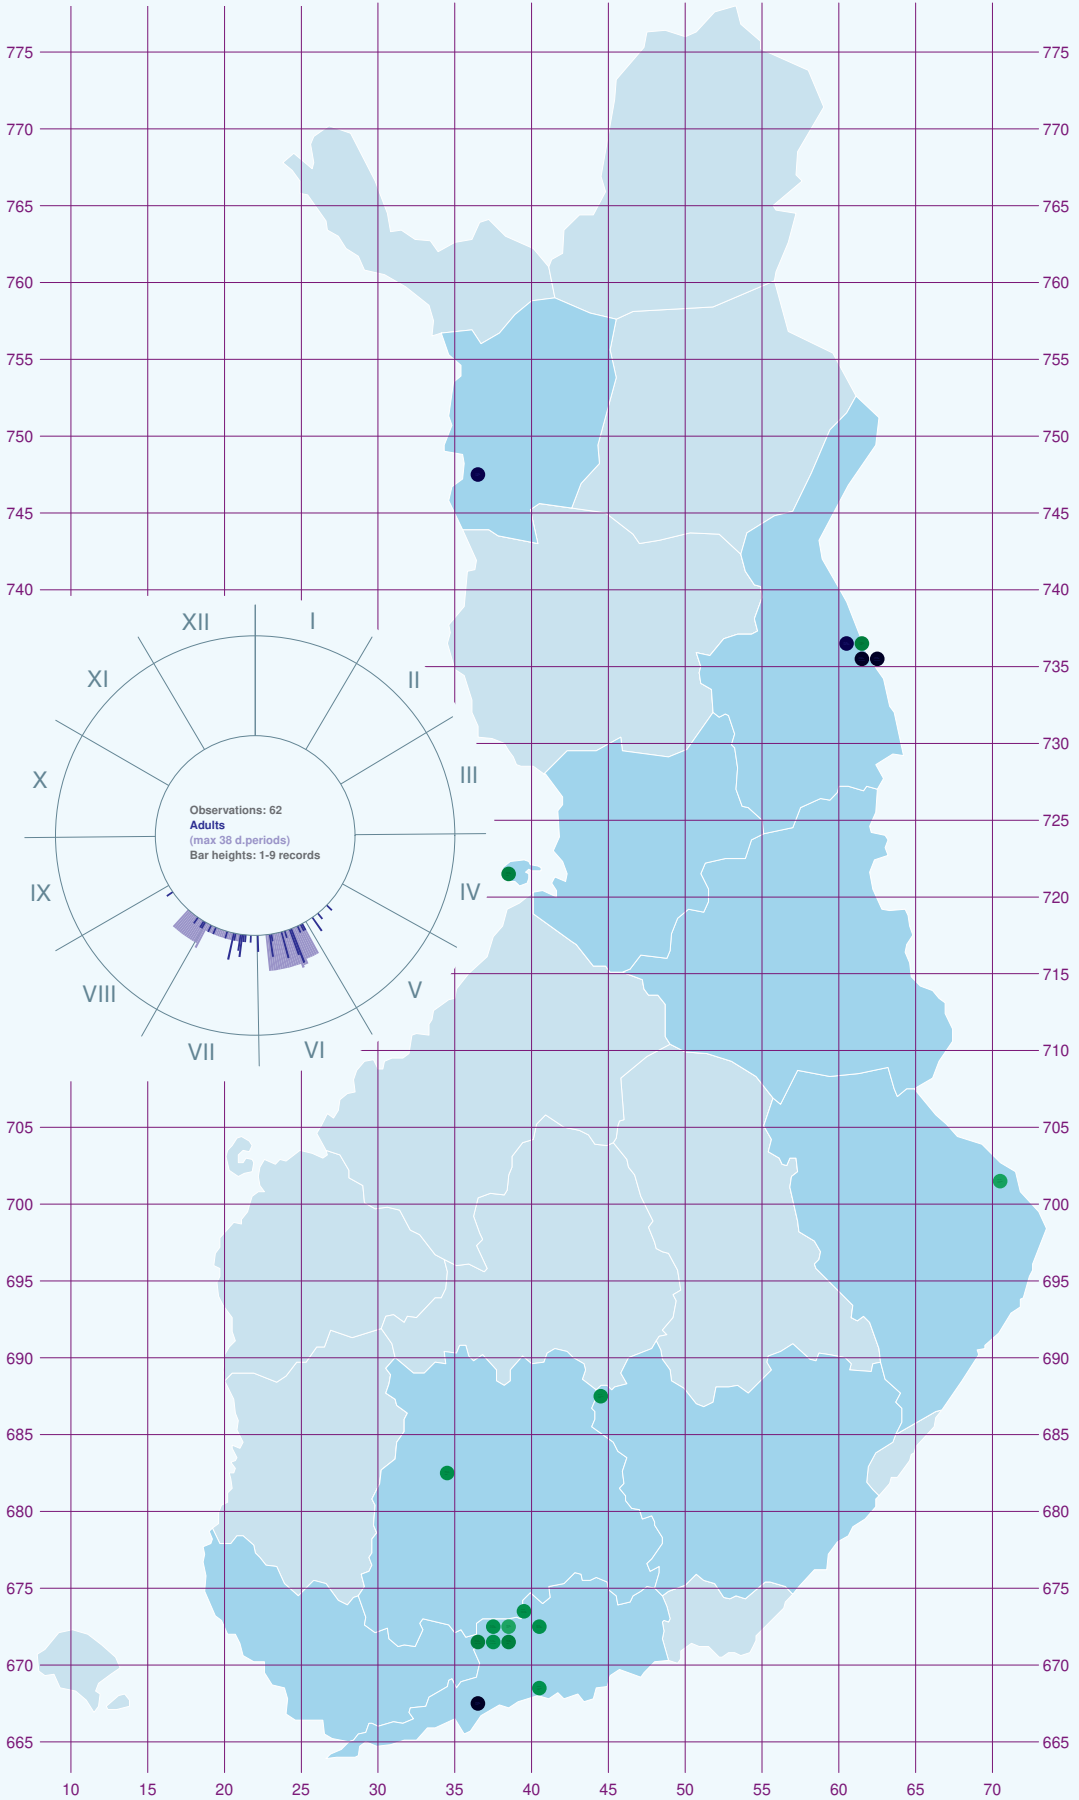 775 775
770 770
765 765
760 760
755 755
750 750
745 745
740 740
XII I
XI II
735
X III
730
Observations: 62
Adults
(max 38 d.periods)
Bar heights: 1-9 records
725
IX IV
720
VIII V
715
VII VI
710
705 705
700 700
695 695
690 690
685 685
680 680
675 675
670 670
665 665
10 15 20 25 30 35 40 45 50 55 60 65 70